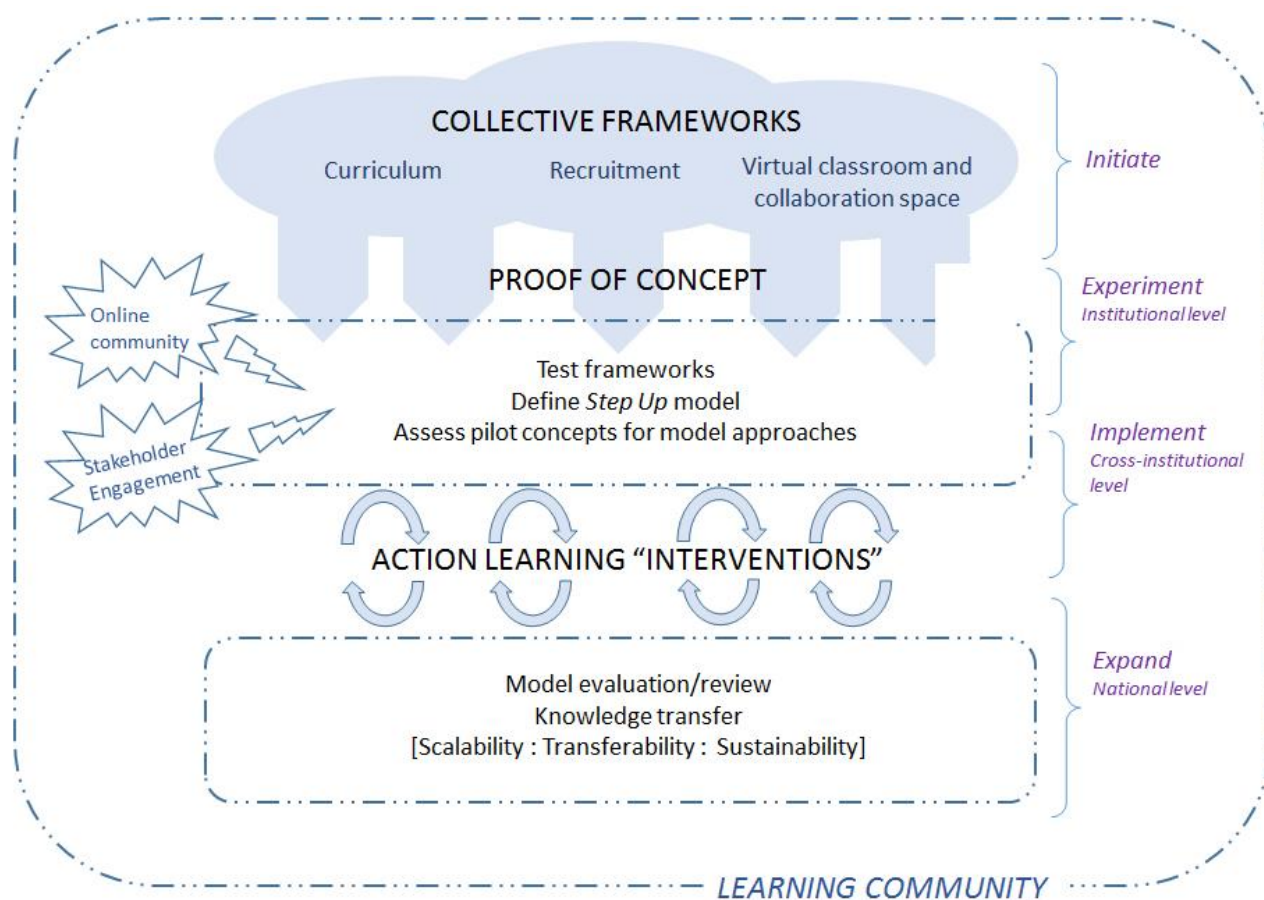 COLLECTIVE FRAMEWORKS
Curriculum
Recruitment
Virtual classroom and
collaboration space
Initiate
PROOF OF CONCEPT
Experiment
Institutional level
Online
community
Test frameworks
Define Step Up model
Assess pilot concepts for model approaches
Stakeholder
Engagement
Implement
Cross-institutional
level
ACTION LEARNING “INTERVENTIONS”
Model evaluation/review
Knowledge transfer
[Scalability : Transferability : Sustainability]
Expand
National level
LEARNING COMMUNITY